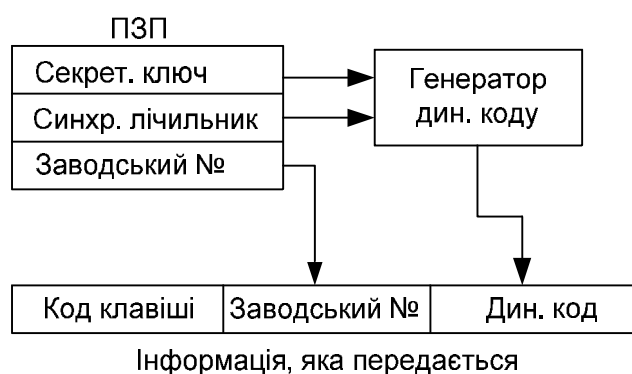 ПЗП
Секрет. ключ
Синхр. лічильник
Заводський №
Генератор
дин. коду
Код клавіші
Заводський №
Дин. код
Інформація, яка передається